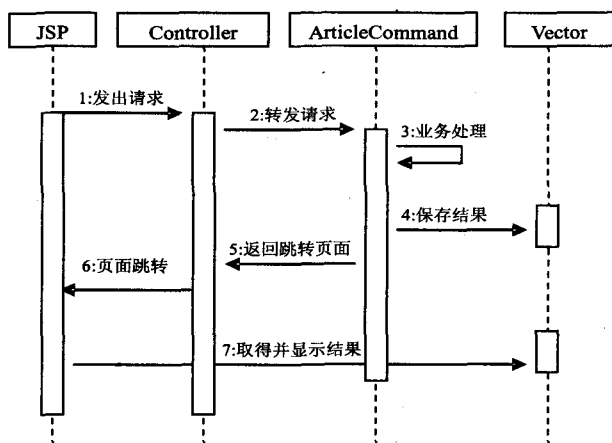 JSP Controller ArticleCommand Vector
1:发出请求
2:转发请求
3:业务处理
4:保存结果
5:返回跳转页面
6:页面跳转
7:取得并显示结果